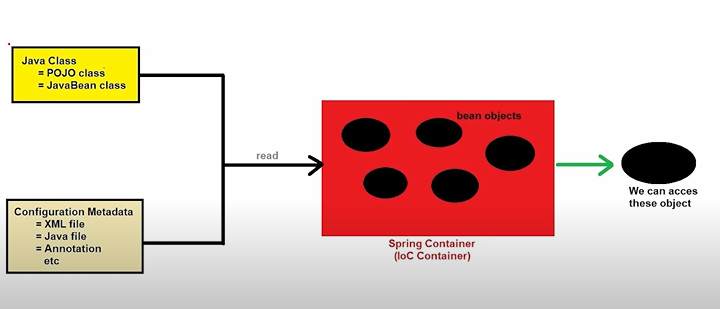 Java Class
= POJO class
= JavaBean class
bean objects
read
We can acces
these object
Configuration Metadata
= XML file
= Java file
= Annotation
etc
Spring Container
(IoC Container)